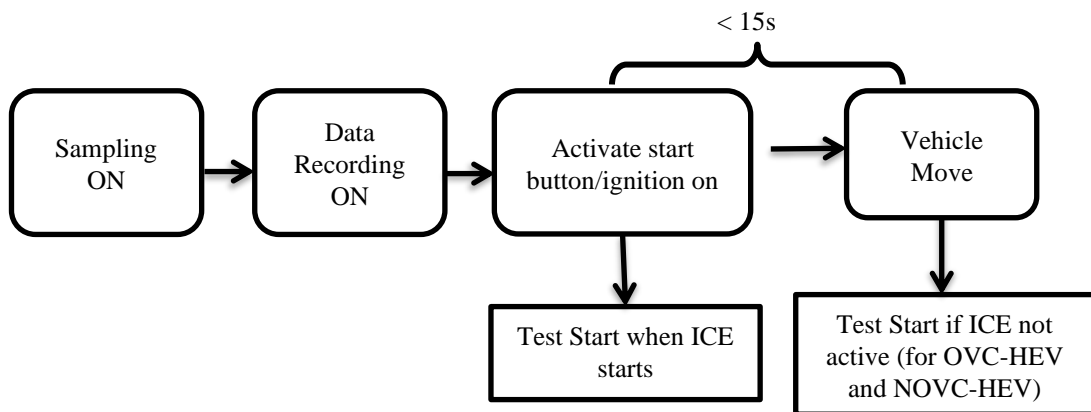 < 15s
Sampling
ON
Data
Recording
ON
Activate start
button/ignition on
Vehicle
Move
Test Start when ICE
starts
Test Start if ICE not
active (for OVC-HEV
and NOVC-HEV)